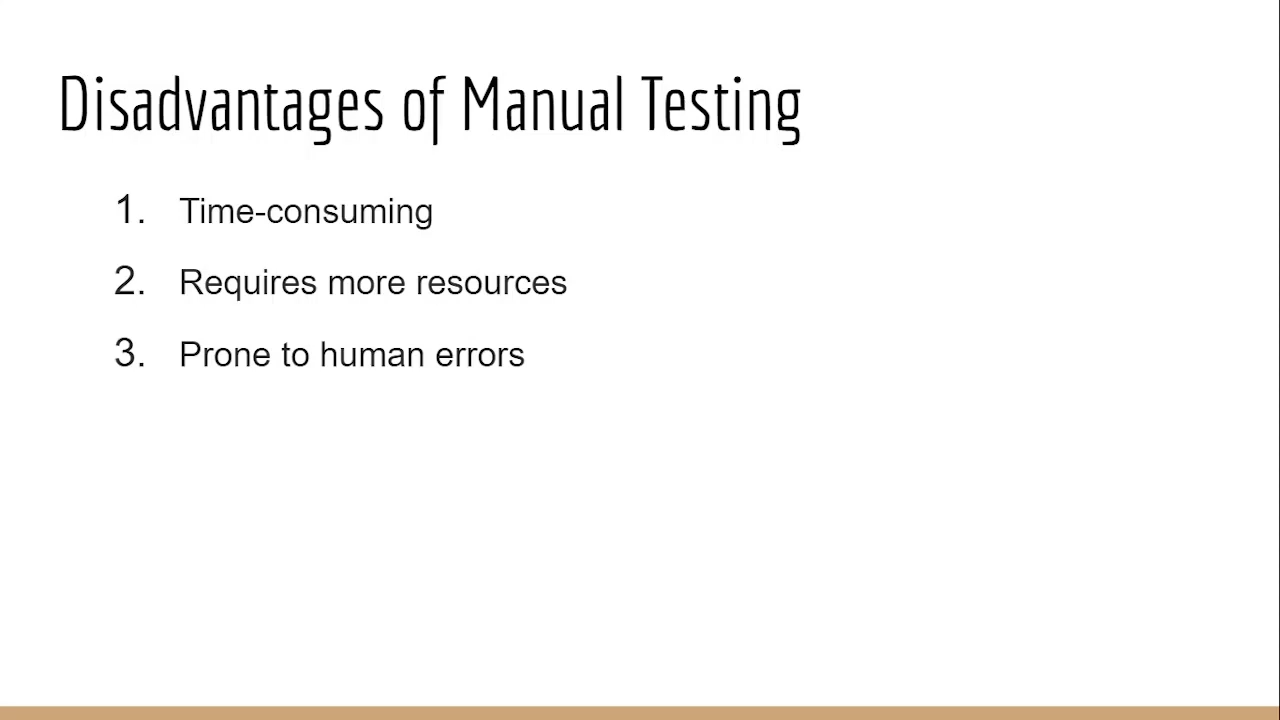 Disadvantages of Manual Testing
1. Time-consuming
2. Requires more resources
3. Prone to human errors